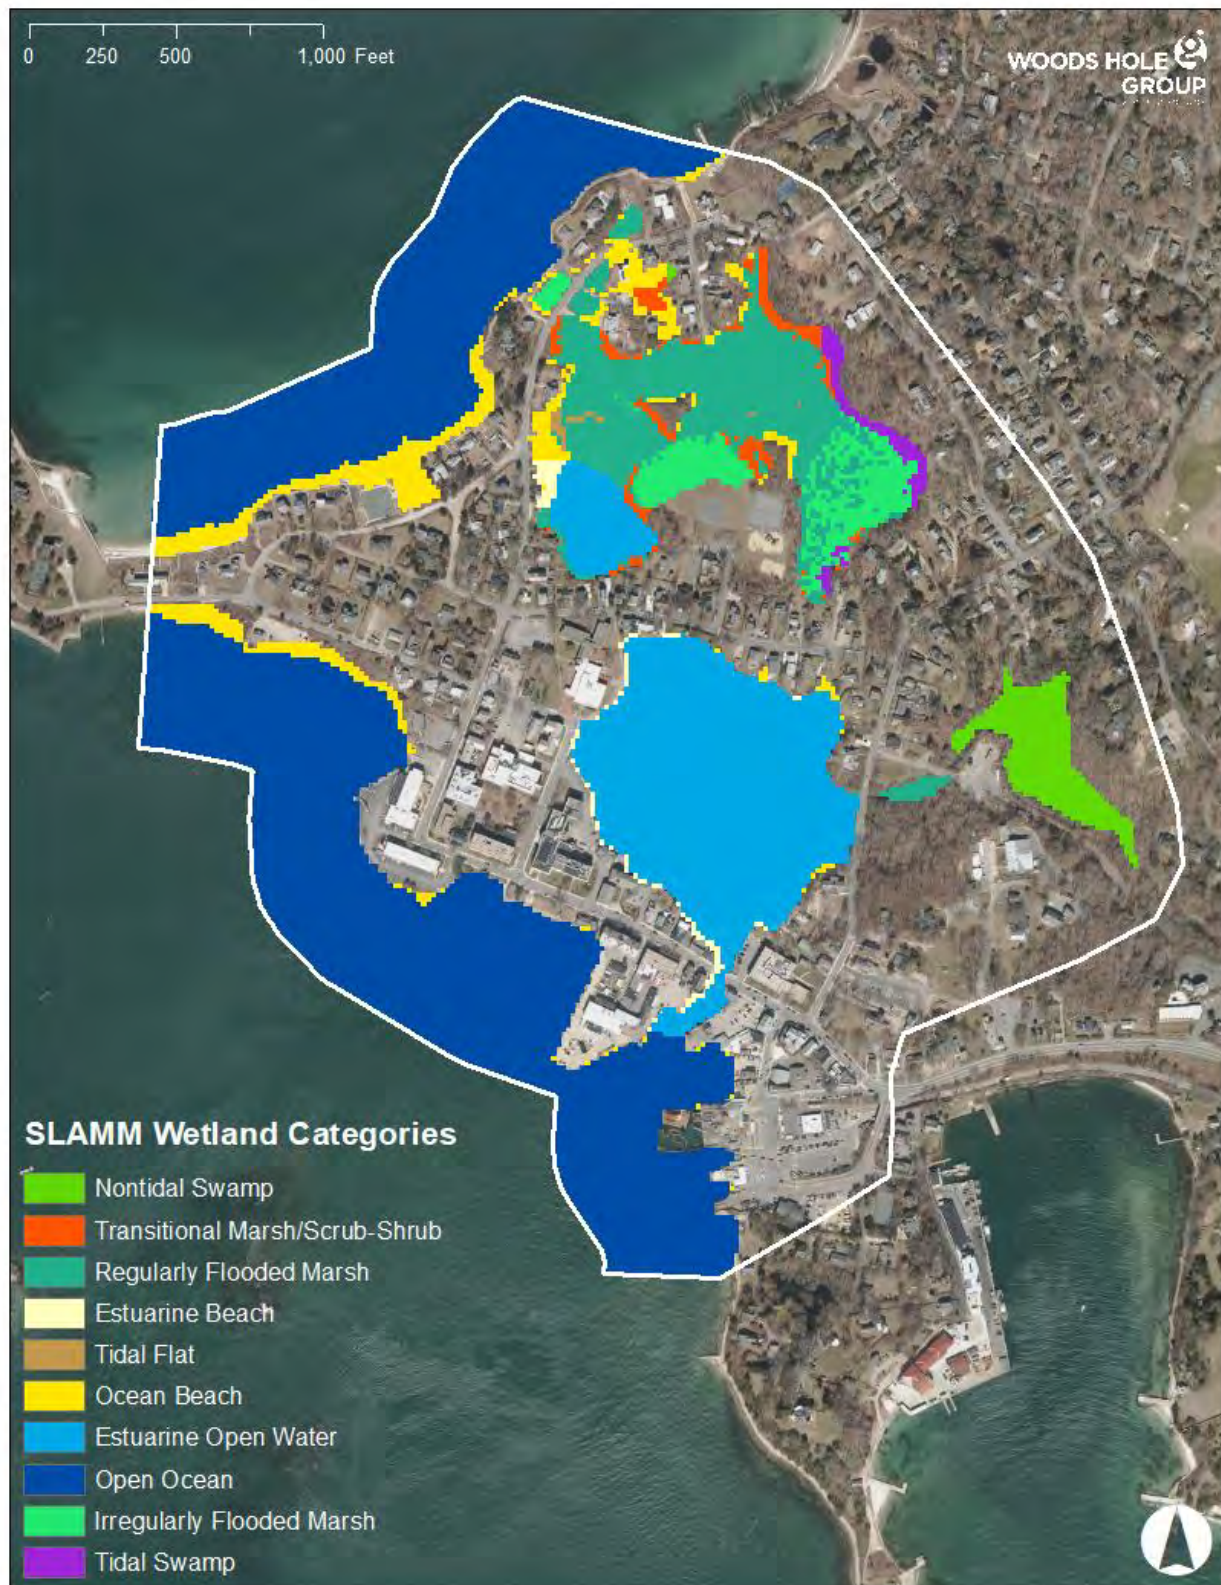 0 250 500 1,000 Feet
WOODS HOLE
GROUP
SLAMM Wetland Categories
Nontidal Swamp
Transitional Marsh/Scrub-Shrub
Regularly Flooded Marsh
Estuarine Beach
Tidal Flat
Ocean Beach
Estuarine Open Water
Open Ocean
Irregularly Flooded Marsh
Tidal Swamp